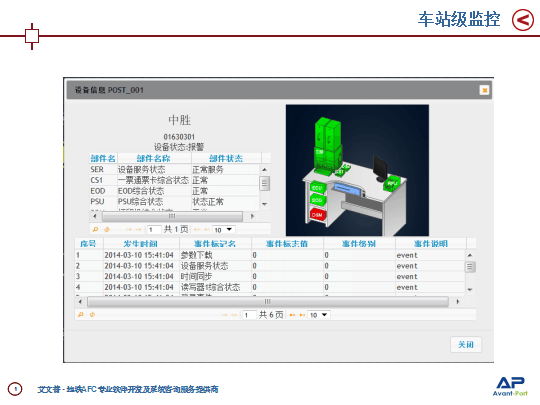 车站级监控
设备信息 POST_001
中胜
01630301
设备状态:报警
部件名 部件名称 部件状态
SER 设备服务状态 正常服务
CS1 一票通票卡综合状态 正常
EOD EOD综合状态 正常
PSU PSU综合状态 状态正常
1 共 1 页 10
序号 发生时间 事件标记名 事件标志值 事件级别 事件说明
1 2014-03-10 15:41:04 参数下载 0 0 event
2 2014-03-10 15:41:04 设备服务状态 0 0 event
3 2014-03-10 15:41:04 时间同步 0 0 event
4 2014-03-10 15:41:04 读写器1综合状态 0 0 event
1 共 6 页 10
关闭
1 艾文普 - 地铁AFC专业软件开发及系统咨询服务提供商
AP
Avant-Port